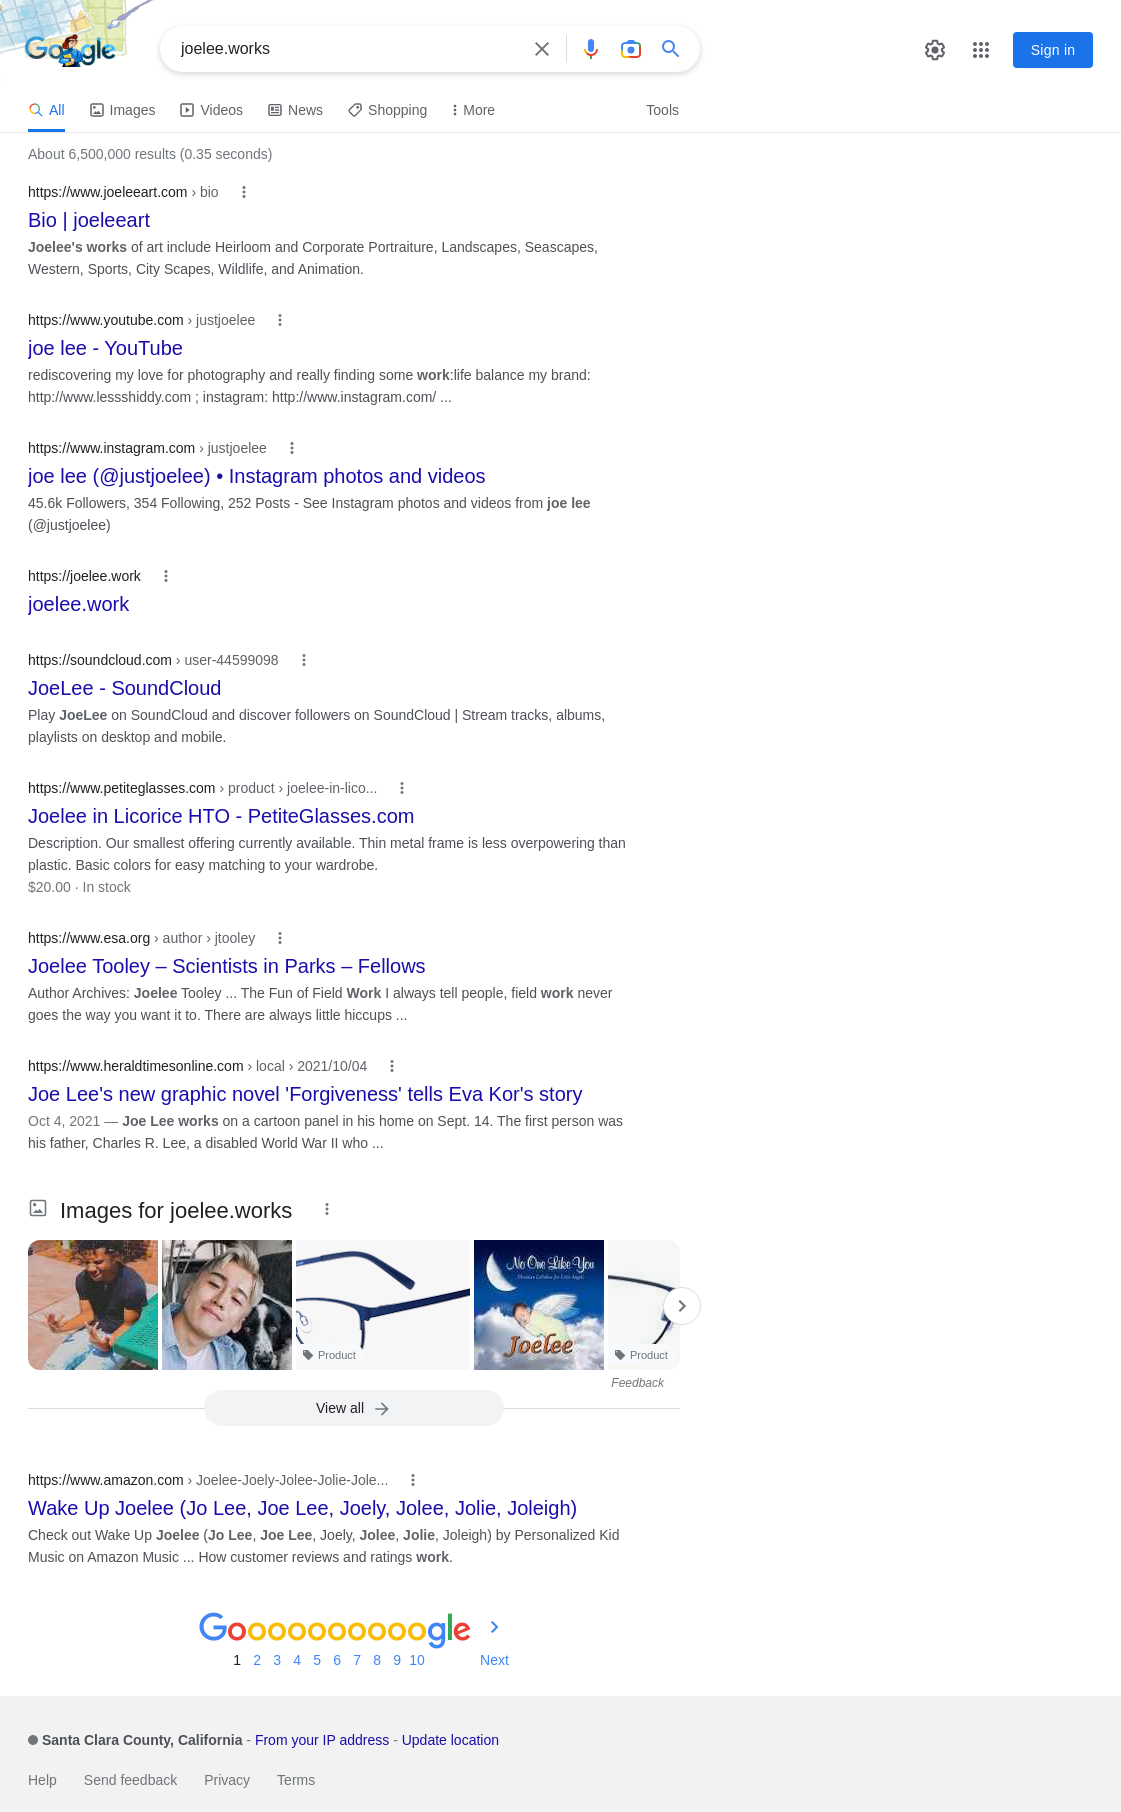 Google
joelee.works
Sign in
All
Images
Videos
News
Shopping
More
Tools
About 6,500,000 results (0.35 seconds)
https://www.joeleeart.com › bio
Bio | joeleeart
Joelee's works of art include Heirloom and Corporate Portraiture, Landscapes, Seascapes,
Western, Sports, City Scapes, Wildlife, and Animation.
https://www.youtube.com › justjoelee
joe lee - YouTube
rediscovering my love for photography and really finding some work:life balance my brand:
http://www.lessshiddy.com ; instagram: http://www.instagram.com/ ...
https://www.instagram.com › justjoelee
joe lee (@justjoelee) • Instagram photos and videos
45.6k Followers, 354 Following, 252 Posts - See Instagram photos and videos from joe lee
(@justjoelee)
https://joelee.work
joelee.work
https://soundcloud.com › user-44599098
JoeLee - SoundCloud
Play JoeLee on SoundCloud and discover followers on SoundCloud | Stream tracks, albums,
playlists on desktop and mobile.
https://www.petiteglasses.com › product › joelee-in-lico...
Joelee in Licorice HTO - PetiteGlasses.com
Description. Our smallest offering currently available. Thin metal frame is less overpowering than
plastic. Basic colors for easy matching to your wardrobe.
$20.00 · In stock
https://www.esa.org › author › jtooley
Joelee Tooley – Scientists in Parks – Fellows
Author Archives: Joelee Tooley ... The Fun of Field Work I always tell people, field work never
goes the way you want it to. There are always little hiccups ...
https://www.heraldtimesonline.com › local › 2021/10/04
Joe Lee's new graphic novel 'Forgiveness' tells Eva Kor's story
Oct 4, 2021 — Joe Lee works on a cartoon panel in his home on Sept. 14. The first person was
his father, Charles R. Lee, a disabled World War II who ...
Images for joelee.works
No One Like You
Joelee
Product
Product
Feedback
View all
https://www.amazon.com › Joelee-Joely-Jolee-Jolie-Jole...
Wake Up Joelee (Jo Lee, Joe Lee, Joely, Jolee, Jolie, Joleigh)
Check out Wake Up Joelee (Jo Lee, Joe Lee, Joely, Jolee, Jolie, Joleigh) by Personalized Kid
Music on Amazon Music ... How customer reviews and ratings work.
Goooooooooogle
1 2 3 4 5 6 7 8 9 10 Next
Santa Clara County, California - From your IP address - Update location
Help Send feedback Privacy Terms